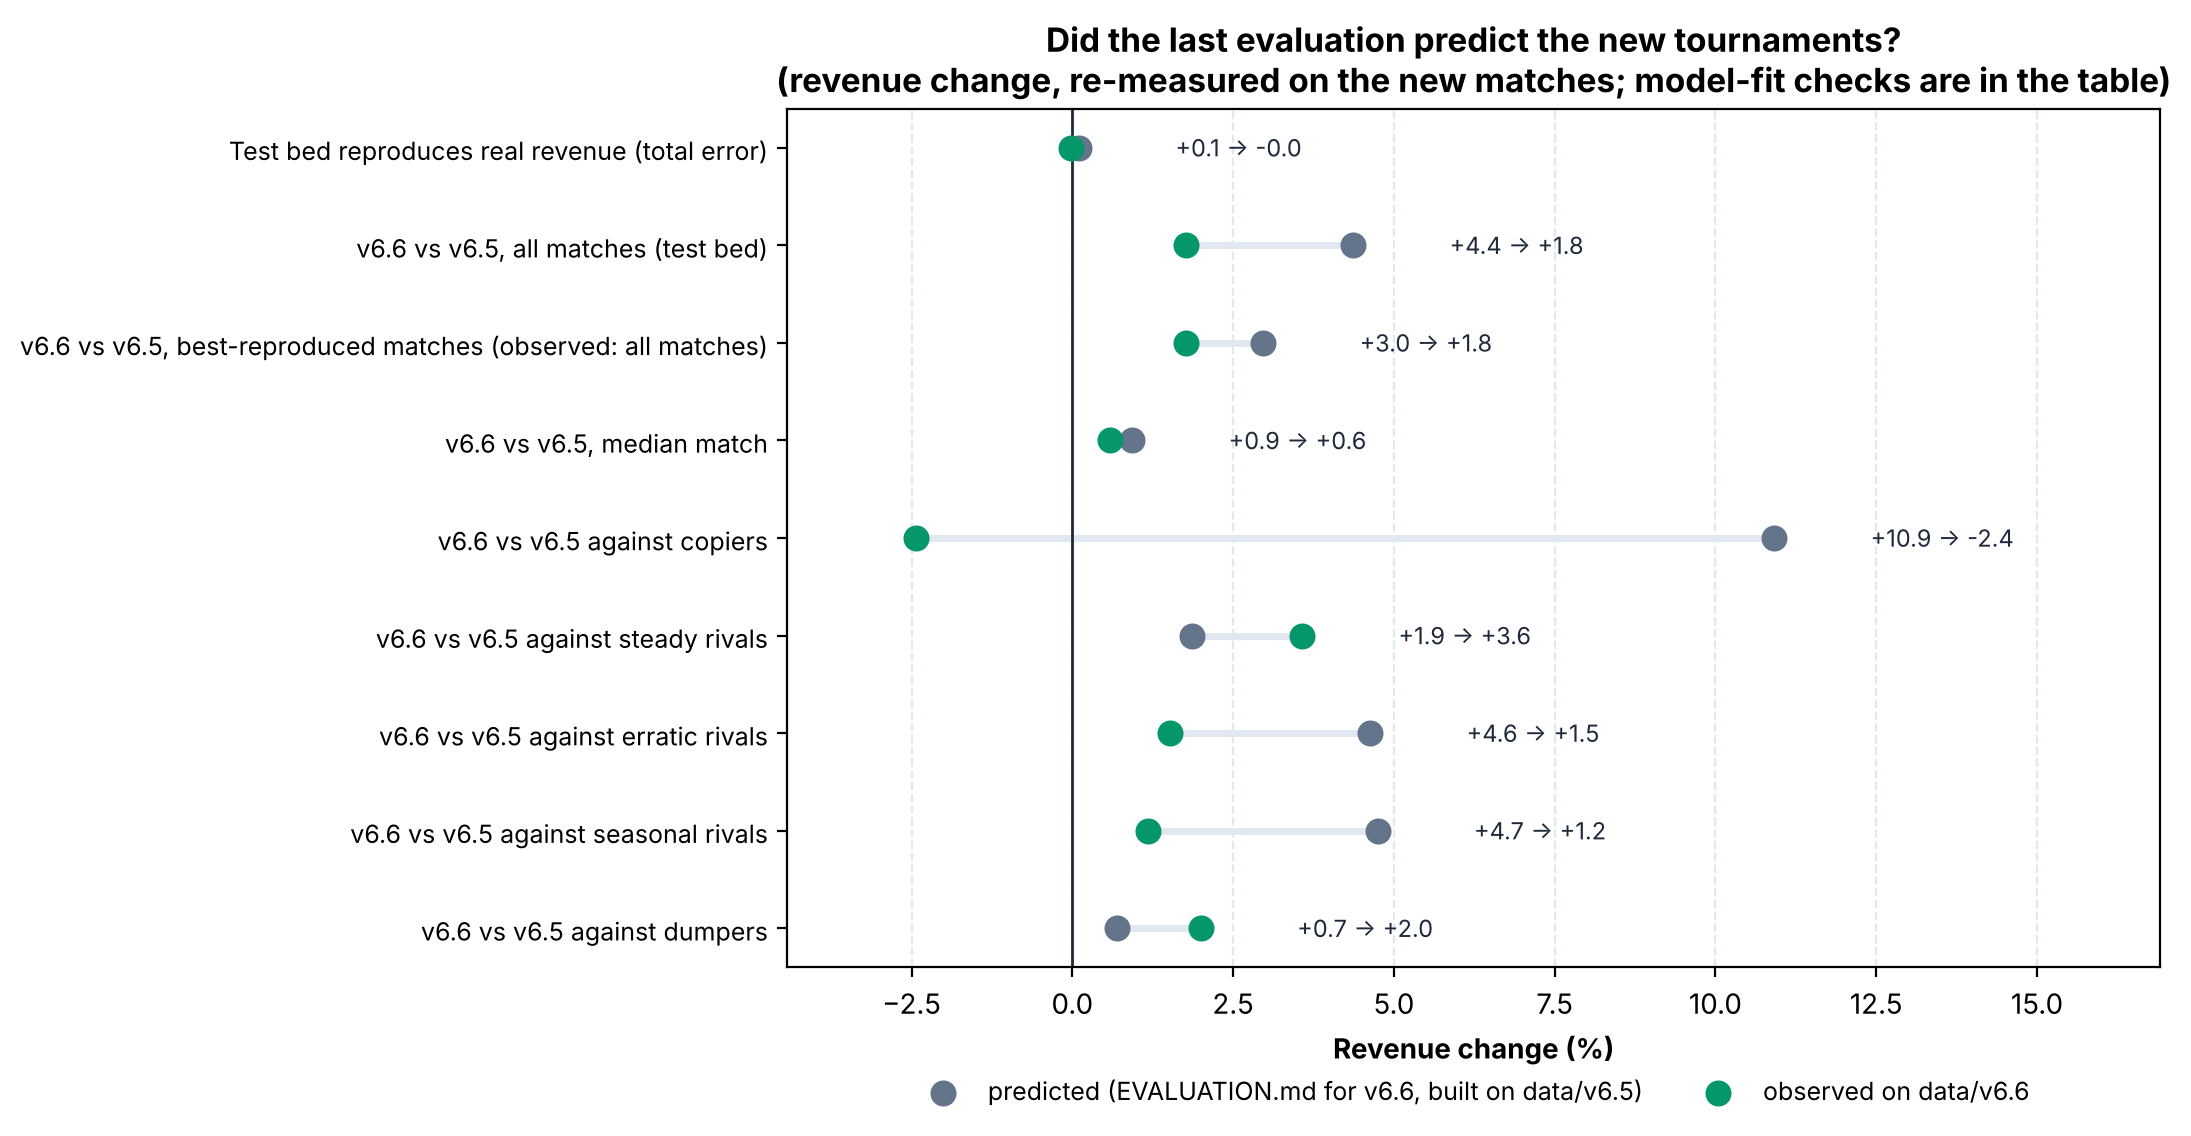 Did the last evaluation predict the new tournaments?
(revenue change, re-measured on the new matches; model-fit checks are in the table)
Test bed reproduces real revenue (total error)
+0.1 → -0.0
v6.6 vs v6.5, all matches (test bed)
+4.4 → +1.8
v6.6 vs v6.5, best-reproduced matches (observed: all matches)
+3.0 → +1.8
v6.6 vs v6.5, median match
+0.9 → +0.6
v6.6 vs v6.5 against copiers
+10.9 → -2.4
v6.6 vs v6.5 against steady rivals
+1.9 → +3.6
v6.6 vs v6.5 against erratic rivals
+4.6 → +1.5
v6.6 vs v6.5 against seasonal rivals
+4.7 → +1.2
v6.6 vs v6.5 against dumpers
+0.7 → +2.0
−2.5 0.0 2.5 5.0 7.5 10.0 12.5 15.0
Revenue change (%)
predicted (EVALUATION.md for v6.6, built on data/v6.5) observed on data/v6.6